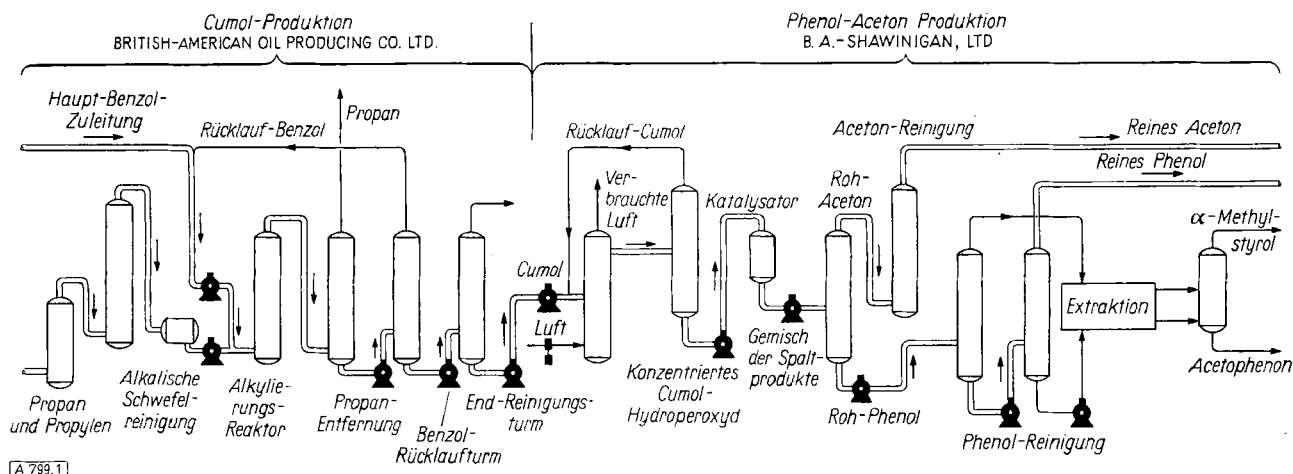 Cumol-Produktion
BRITISH-AMERICAN OIL PRODUCING CO. LTD.
Phenol-Aceton Produktion
B. A.-SHAWINIGAN, LTD
Haupt-Benzol-
Zuleitung
Rücklauf-Benzol
Propan
Rücklauf-Cumol
Ver-
brauchte
Luft
Katalysator
Aceton-Reinigung
Roh-
Aceton
Reines Aceton
Reines Phenol
α-Methyl-
styrol
Cumol
Luft
Extraktion
Propan
und Propylen
Alkalische
Schwefel-
reinigung
Alkylie-
rungs-
Reaktor
Propan-
Entfernung
Benzol-
Rücklaufturm
End-Reinigungs-
turm
Konzentriertes
Cumol-
Hydroperoxyd
Gemisch
der Spalt-
produkte
Roh-Phenol
Phenol-Reinigung
Acetophenon
A 799.1